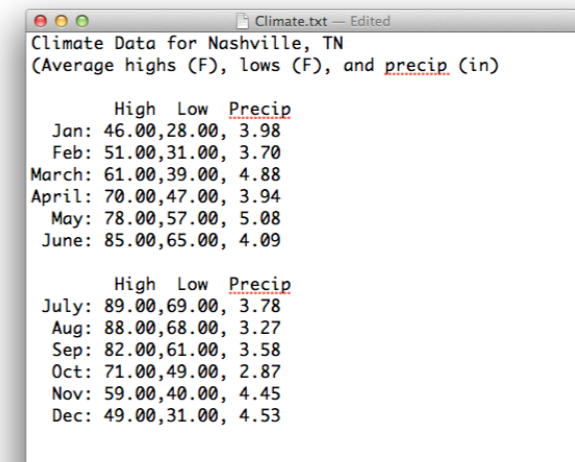 Climate.txt — Edited
Climate Data for Nashville, TN
(Average highs (F), lows (F), and precip (in)
High Low Precip
Jan: 46.00,28.00, 3.98
Feb: 51.00,31.00, 3.70
March: 61.00,39.00, 4.88
April: 70.00,47.00, 3.94
May: 78.00,57.00, 5.08
June: 85.00,65.00, 4.09
High Low Precip
July: 89.00,69.00, 3.78
Aug: 88.00,68.00, 3.27
Sep: 82.00,61.00, 3.58
Oct: 71.00,49.00, 2.87
Nov: 59.00,40.00, 4.45
Dec: 49.00,31.00, 4.53